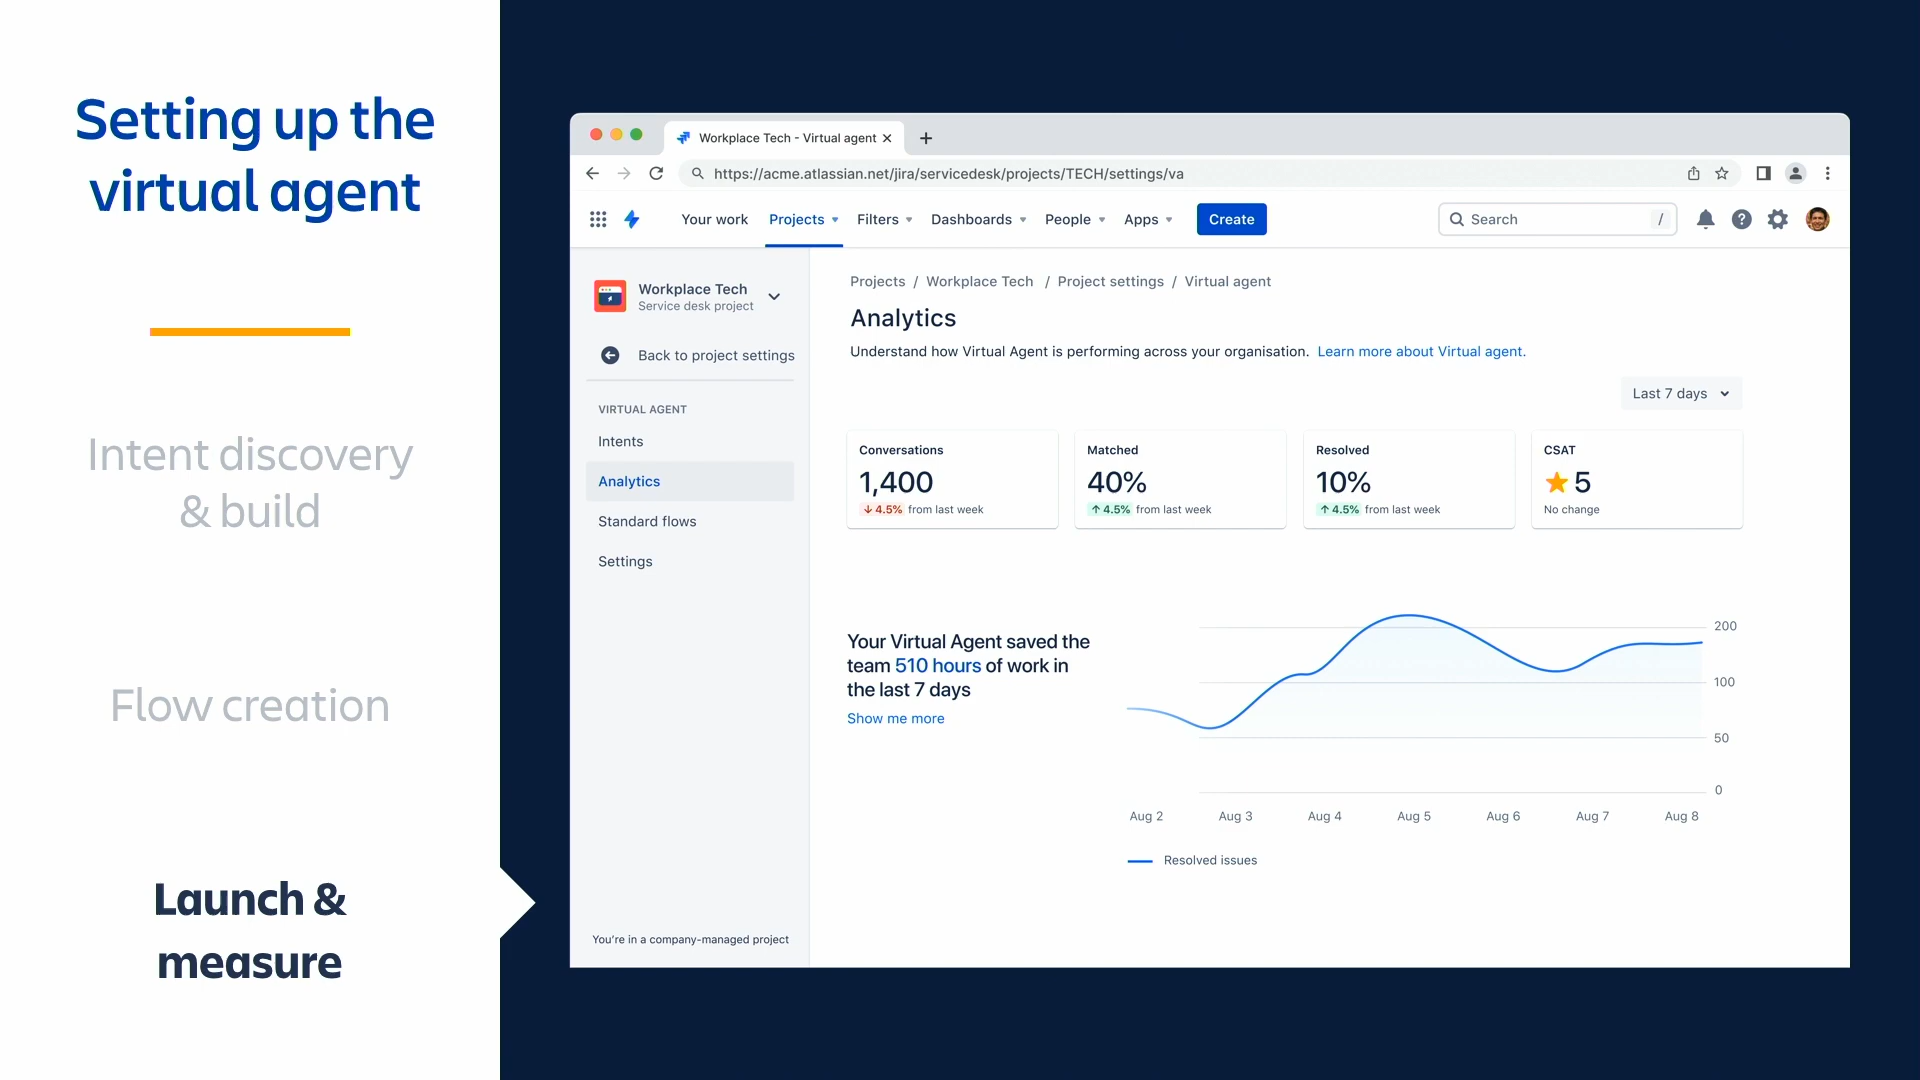 Setting up the
virtual agent
Intent discovery
& build
Flow creation
Launch &
measure
Workplace Tech - Virtual agent
https://acme.atlassian.net/jira/servicedesk/projects/TECH/settings/va
Your work Projects Filters Dashboards People Apps Create Search /
Workplace Tech
Service desk project
Back to project settings
VIRTUAL AGENT
Intents
Analytics
Standard flows
Settings
You're in a company-managed project
Projects / Workplace Tech / Project settings / Virtual agent
Analytics
Understand how Virtual Agent is performing across your organisation. Learn more about Virtual agent.
Last 7 days
Conversations
1,400
↓ 4.5% from last week
Matched
40%
↑ 4.5% from last week
Resolved
10%
↑ 4.5% from last week
CSAT
5
No change
Your Virtual Agent saved the
team 510 hours of work in
the last 7 days
Show me more
200
100
50
0
Aug 2 Aug 3 Aug 4 Aug 5 Aug 6 Aug 7 Aug 8
Resolved issues